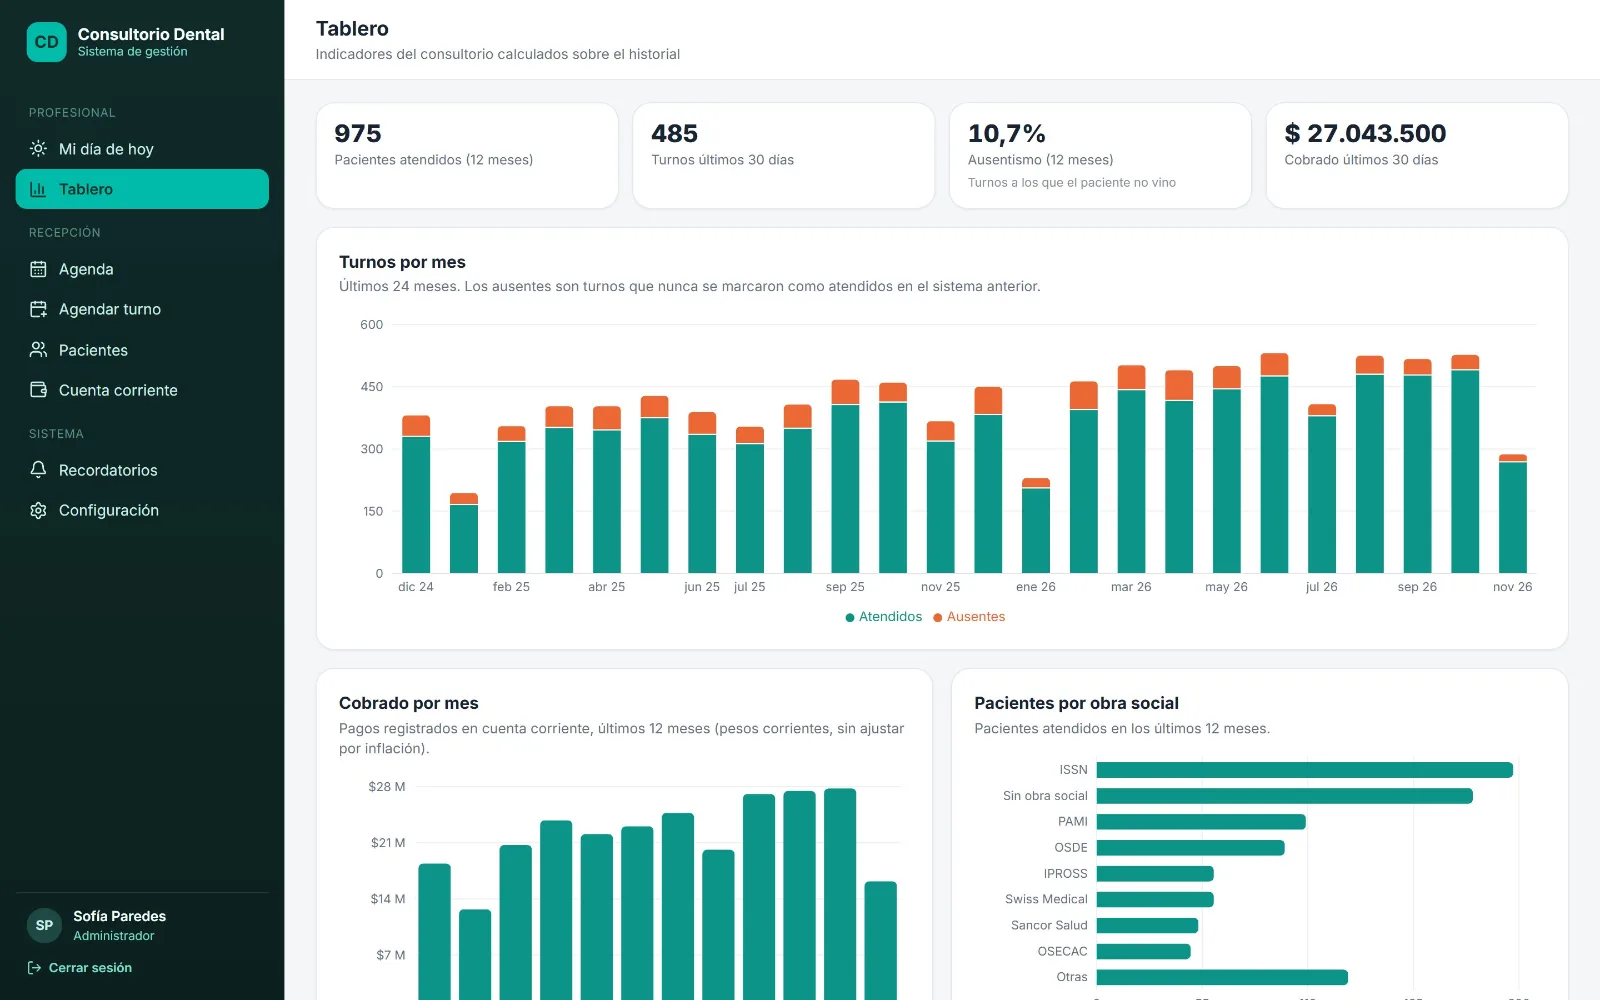 CD
Consultorio Dental
Sistema de gestión
PROFESIONAL
Mi día de hoy
Tablero
RECEPCIÓN
Agenda
Agendar turno
Pacientes
Cuenta corriente
SISTEMA
Recordatorios
Configuración
SP
Sofía Paredes
Administrador
Cerrar sesión
Tablero
Indicadores del consultorio calculados sobre el historial
975
Pacientes atendidos (12 meses)
485
Turnos últimos 30 días
10,7%
Ausentismo (12 meses)
Turnos a los que el paciente no vino
$ 27.043.500
Cobrado últimos 30 días
Turnos por mes
Últimos 24 meses. Los ausentes son turnos que nunca se marcaron como atendidos en el sistema anterior.
600
450
300
150
0
dic 24 feb 25 abr 25 jun 25 jul 25 sep 25 nov 25 ene 26 mar 26 may 26 jul 26 sep 26 nov 26
Atendidos Ausentes
Cobrado por mes
Pagos registrados en cuenta corriente, últimos 12 meses (pesos corrientes, sin ajustar
por inflación).
$28 M
$21 M
$14 M
$7 M
Pacientes por obra social
Pacientes atendidos en los últimos 12 meses.
ISSN
Sin obra social
PAMI
OSDE
IPROSS
Swiss Medical
Sancor Salud
OSECAC
Otras